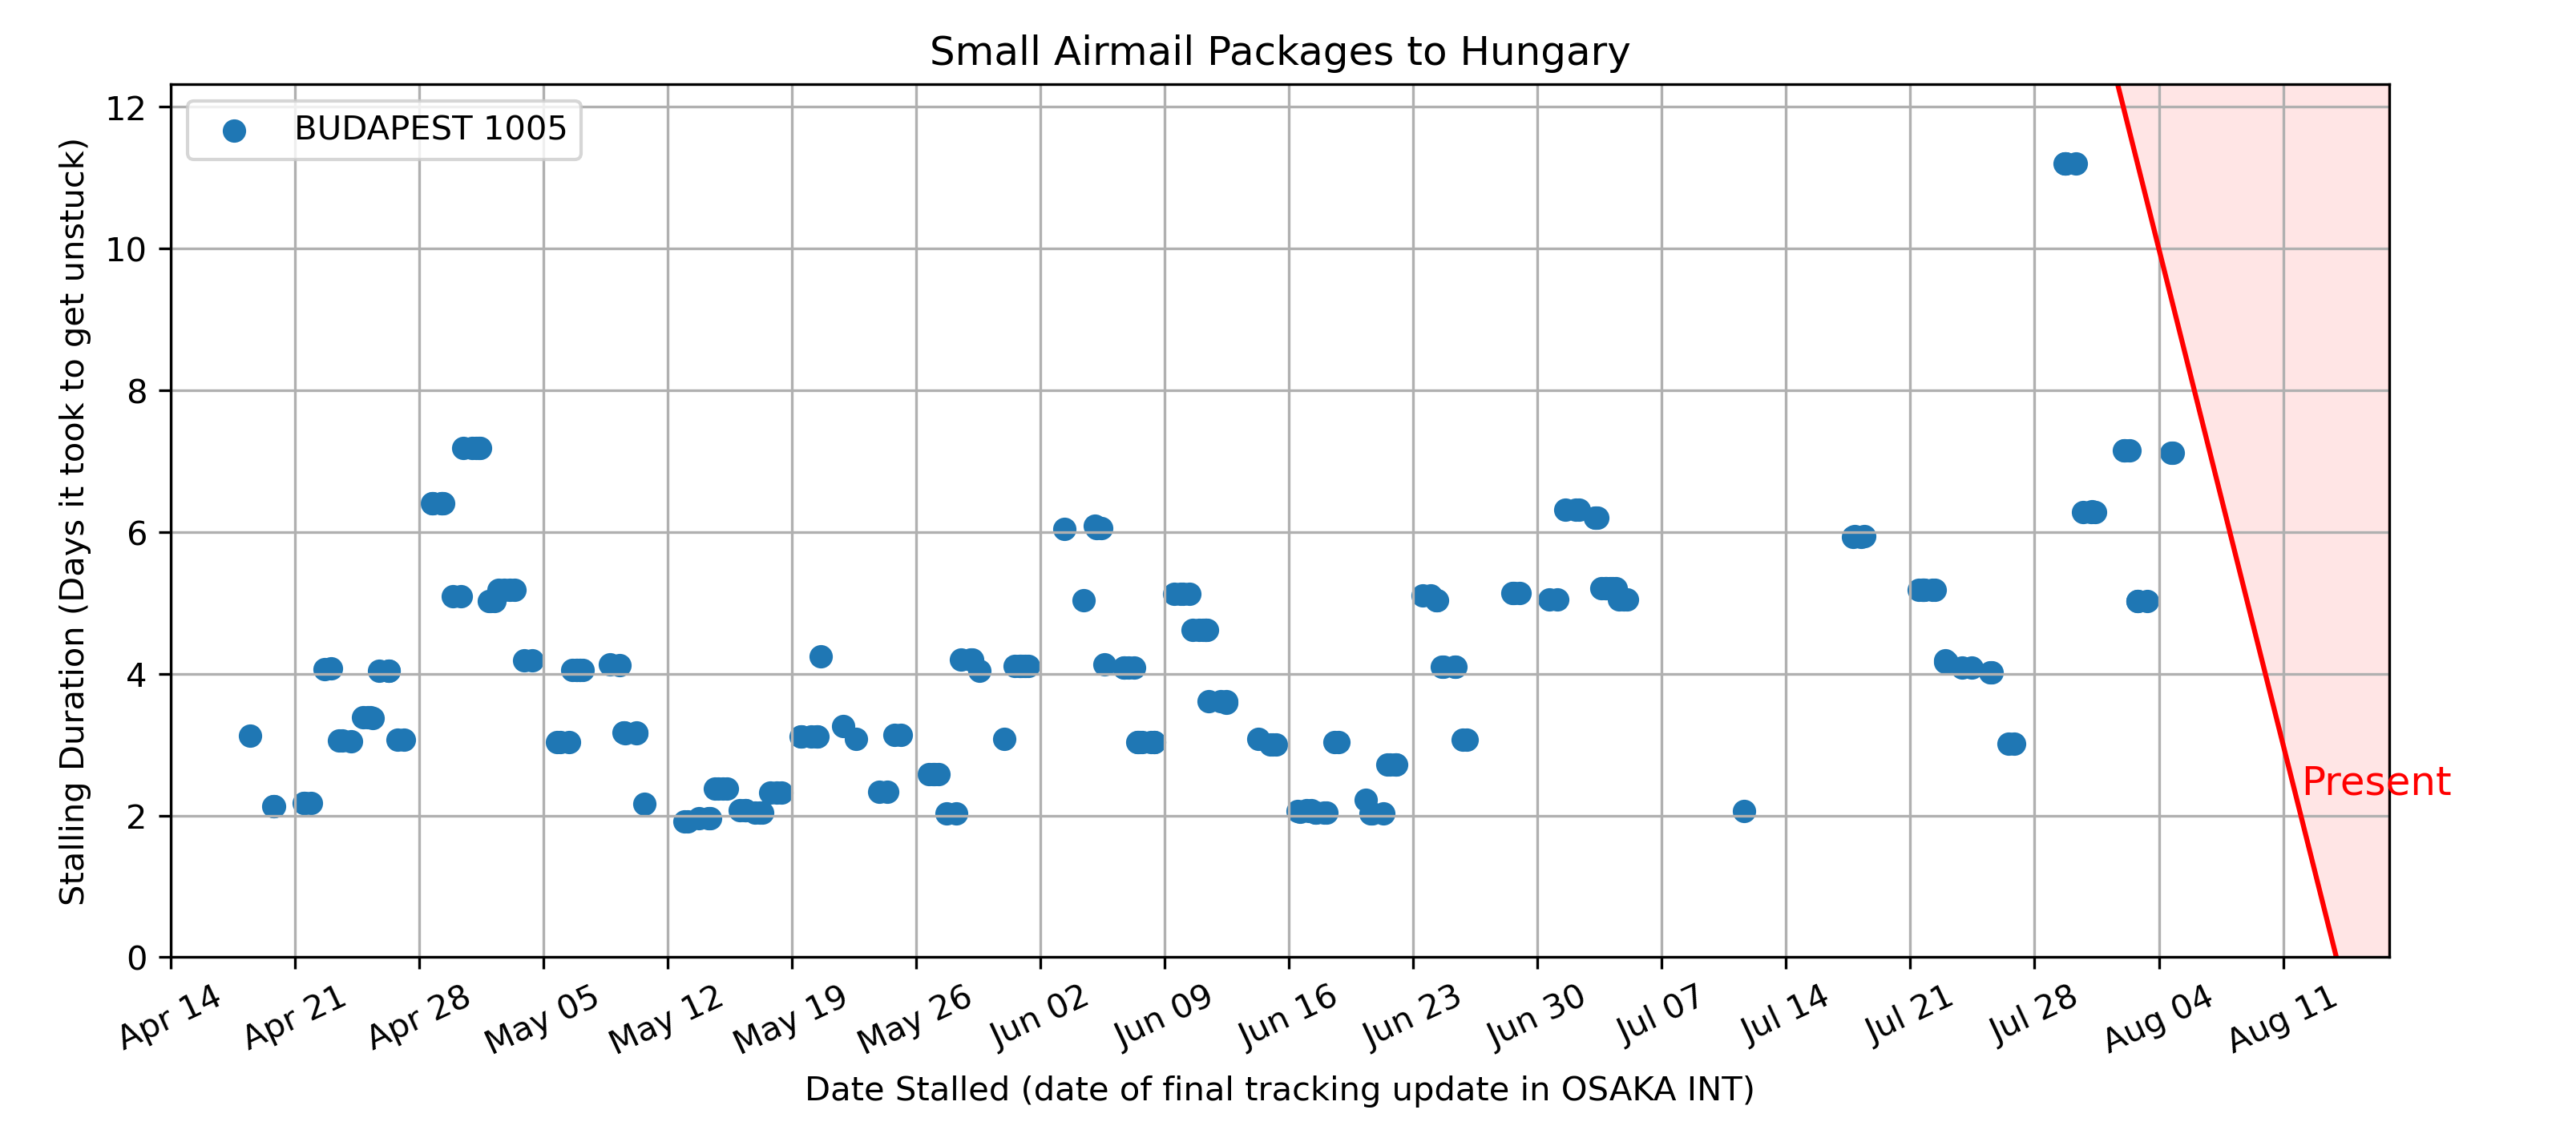 Small Airmail Packages to Hungary
BUDAPEST 1005
Stalling Duration (Days it took to get unstuck)
12
10
8
6
4
2
0
Present
Apr 14
Apr 21
Apr 28
May 05
May 12
May 19
May 26
Jun 02
Jun 09
Jun 16
Jun 23
Jun 30
Jul 07
Jul 14
Jul 21
Jul 28
Aug 04
Aug 11
Date Stalled (date of final tracking update in OSAKA INT)